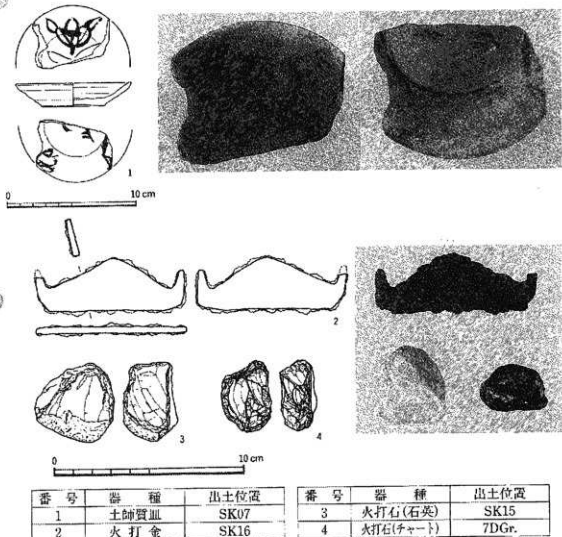 1
10 cm
0
2
3
4
0
10 cm
番号 器種 出土位置
1 土師質皿 SK07
2 火打金 SK16
番号 器種 出土位置
3 火打石(石英) SK15
4 火打石(チャート) 7DGr.